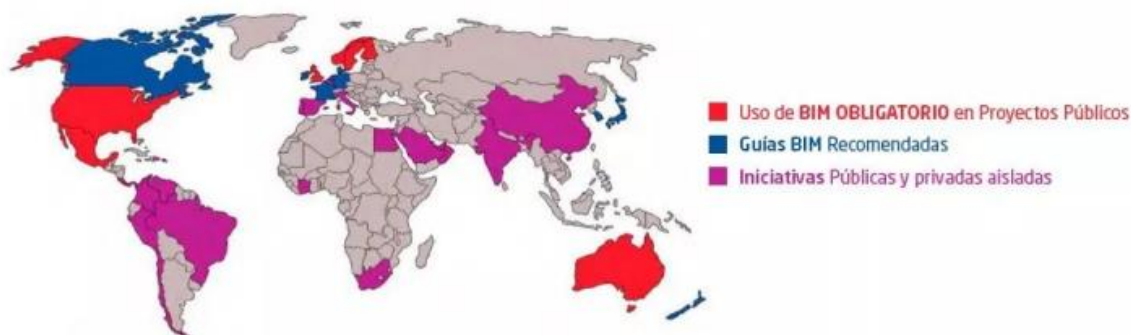 Uso de BIM OBLIGATORIO en Proyectos Públicos
Guías BIM Recomendadas
Iniciativas Públicas y privadas aisladas